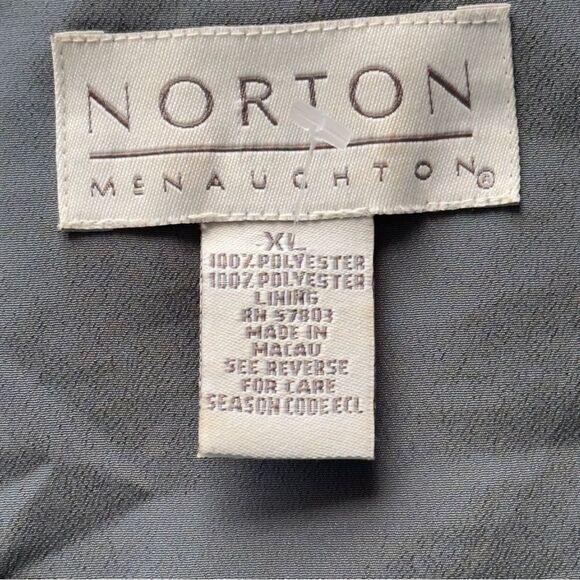 NORTON
McNAUGHTON®
XL
100% POLYESTER
100% POLYESTER
LINING
RN 57803
MADE IN
MACAU
SEE REVERSE
FOR CARE
SEASON CODE ECL